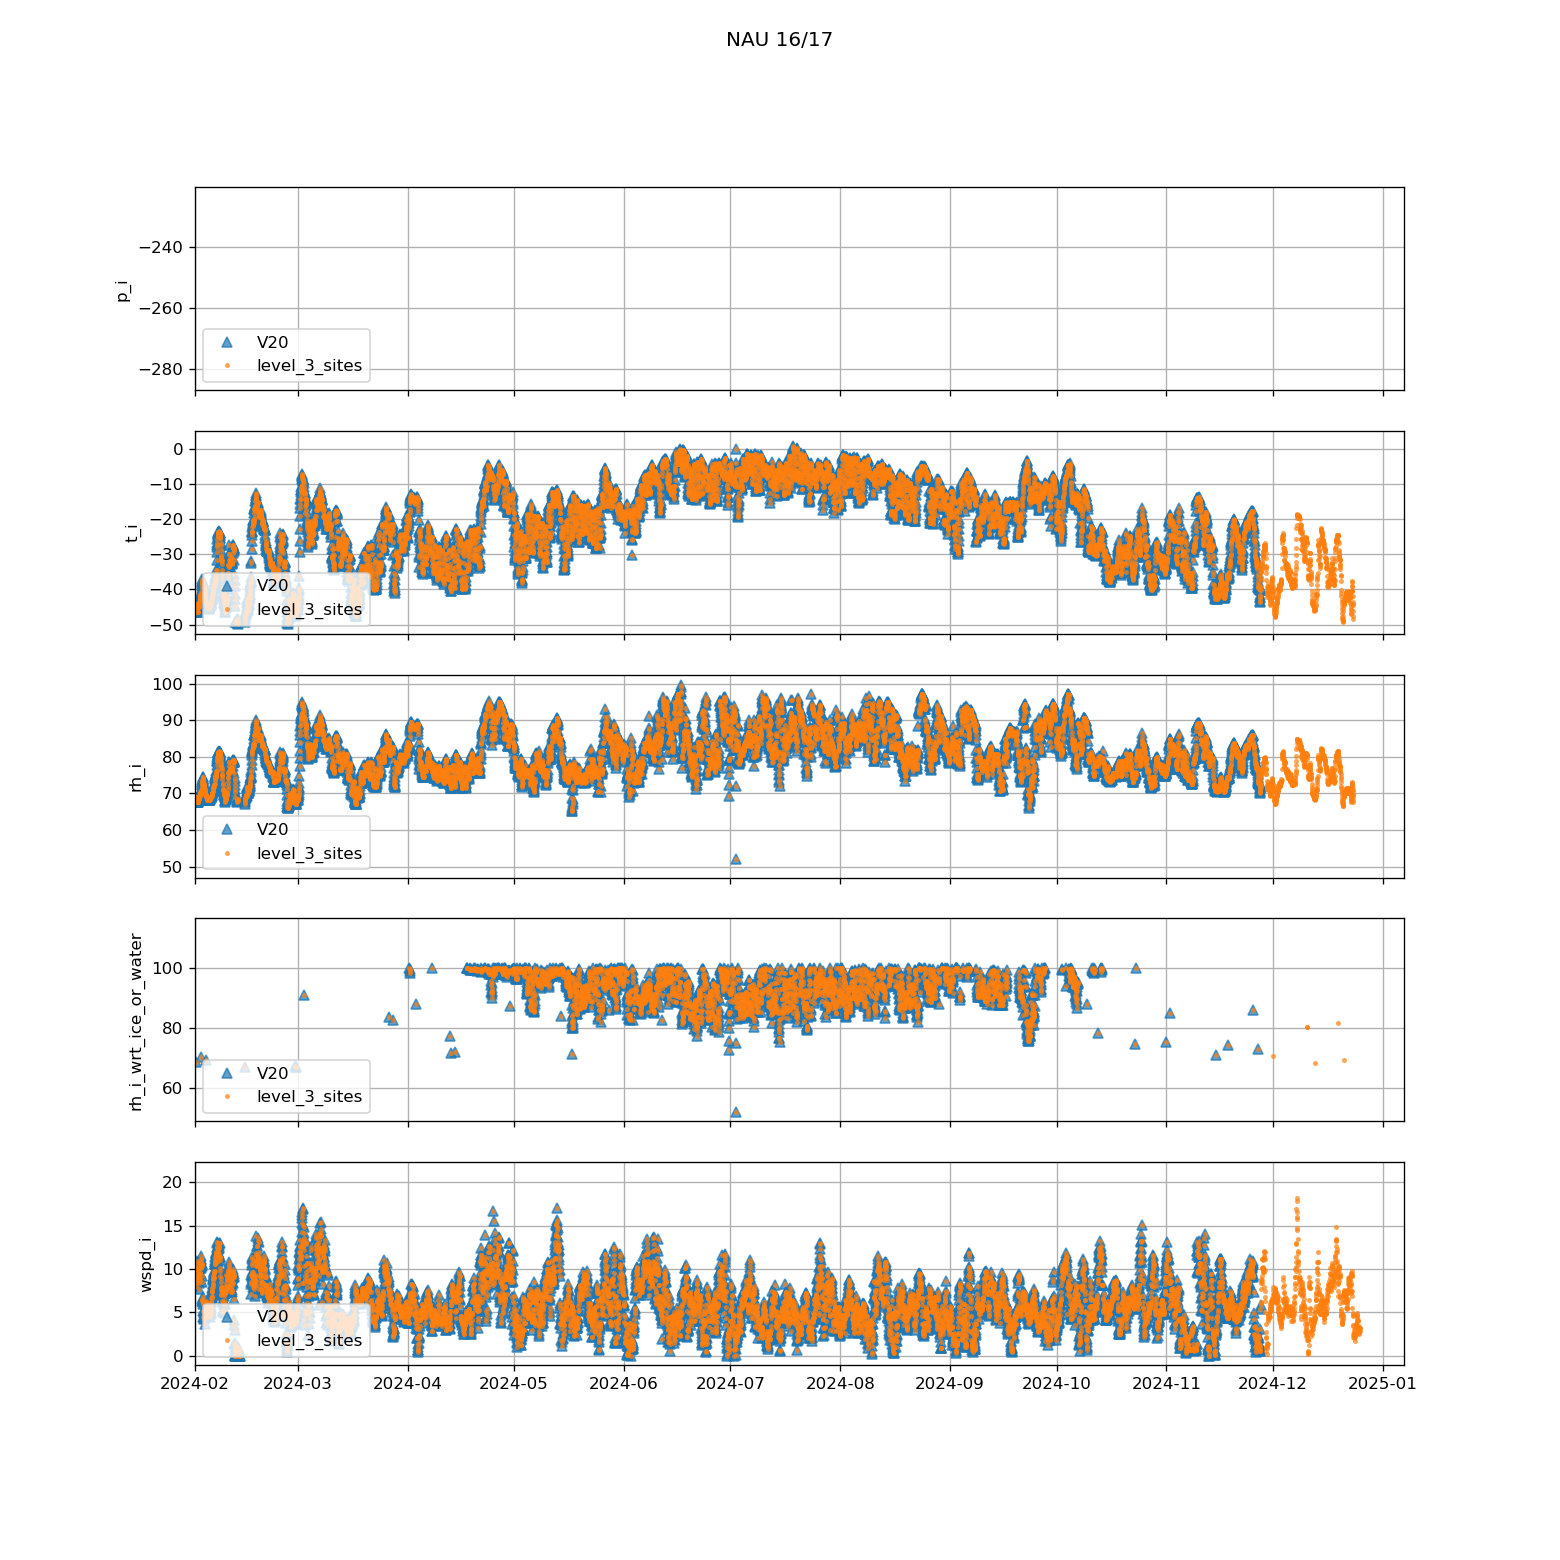 NAU 16/17
−240
−260
−280
p_i
V20
level_3_sites
0
−10
−20
−30
−40
−50
t_i
V20
level_3_sites
100
90
80
70
60
50
rh_i
V20
level_3_sites
100
80
60
rh_i_wrt_ice_or_water
V20
level_3_sites
20
15
10
5
0
wspd_i
V20
level_3_sites
2024-02 2024-03 2024-04 2024-05 2024-06 2024-07 2024-08 2024-09 2024-10 2024-11 2024-12 2025-01